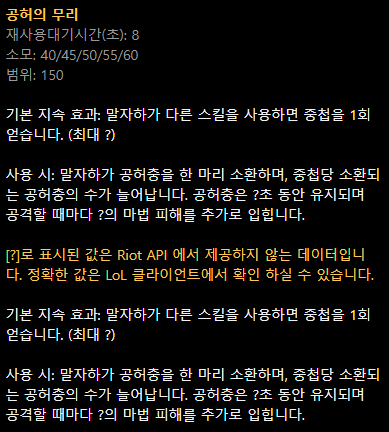 공허의 무리
재사용대기시간(초): 8
소모: 40/45/50/55/60
범위: 150
기본 지속 효과: 말자하가 다른 스킬을 사용하면 중첩을 1회
얻습니다. (최대 ?)
사용 시: 말자하가 공허충을 한 마리 소환하며, 중첩당 소환되
는 공허충의 수가 늘어납니다. 공허충은 ?초 동안 유지되며
공격할 때마다 ?의 마법 피해를 추가로 입힙니다.
[?]로 표시된 값은 Riot API 에서 제공하지 않는 데이터입니
다. 정확한 값은 LoL 클라이언트에서 확인 하실 수 있습니다.
기본 지속 효과: 말자하가 다른 스킬을 사용하면 중첩을 1회
얻습니다. (최대 ?)
사용 시: 말자하가 공허충을 한 마리 소환하며, 중첩당 소환되
는 공허충의 수가 늘어납니다. 공허충은 ?초 동안 유지되며
공격할 때마다 ?의 마법 피해를 추가로 입힙니다.